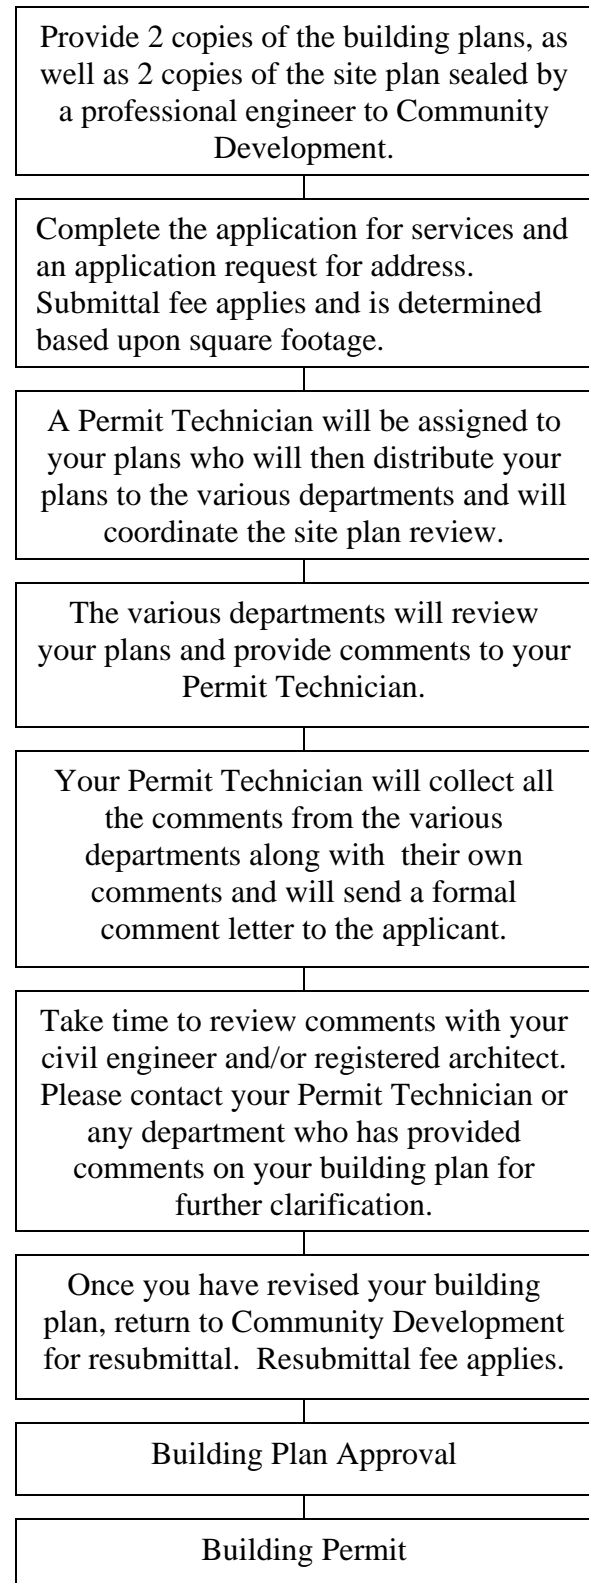 Provide 2 copies of the building plans, as
well as 2 copies of the site plan sealed by
a professional engineer to Community
Development.
Complete the application for services and
an application request for address.
Submittal fee applies and is determined
based upon square footage.
A Permit Technician will be assigned to
your plans who will then distribute your
plans to the various departments and will
coordinate the site plan review.
The various departments will review
your plans and provide comments to your
Permit Technician.
Your Permit Technician will collect all
the comments from the various
departments along with  their own
comments and will send a formal
comment letter to the applicant.
Take time to review comments with your
civil engineer and/or registered architect.
Please contact your Permit Technician or
any department who has provided
comments on your building plan for
further clarification.
Once you have revised your building
plan, return to Community Development
for resubmittal.  Resubmittal fee applies.
Building Plan Approval
Building Permit